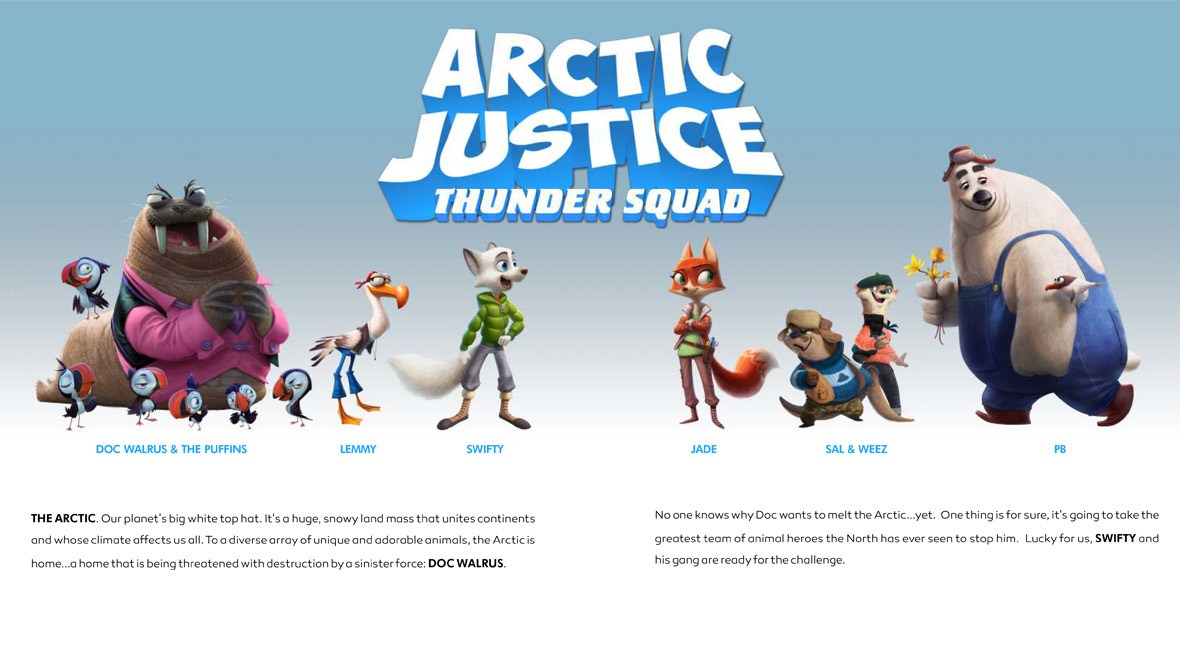 ARCTIC
JUSTICE
THUNDER SQUAD
DOC WALRUS & THE PUFFINS
LEMMY
SWIFTY
JADE
SAL & WEEZ
PB
THE ARCTIC. Our planet's big white top hat. It's a huge, snowy land mass that unites continents
and whose climate affects us all. To a diverse array of unique and adorable animals, the Arctic is
home...a home that is being threatened with destruction by a sinister force: DOC WALRUS.
No one knows why Doc wants to melt the Arctic...yet. One thing is for sure, it's going to take the
greatest team of animal heroes the North has ever seen to stop him. Lucky for us, SWIFTY and
his gang are ready for the challenge.